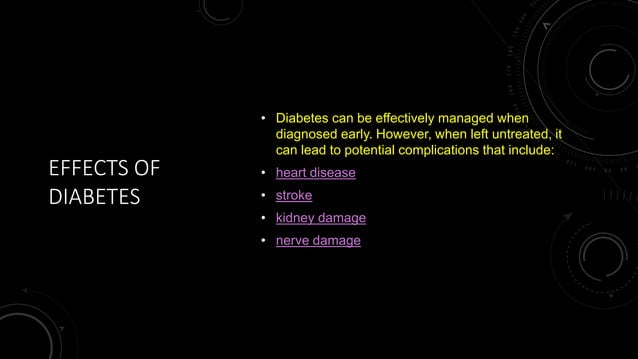 EFFECTS OF
DIABETES
• Diabetes can be effectively managed when
diagnosed early. However, when left untreated, it
can lead to potential complications that include:
• heart disease
• stroke
• kidney damage
• nerve damage